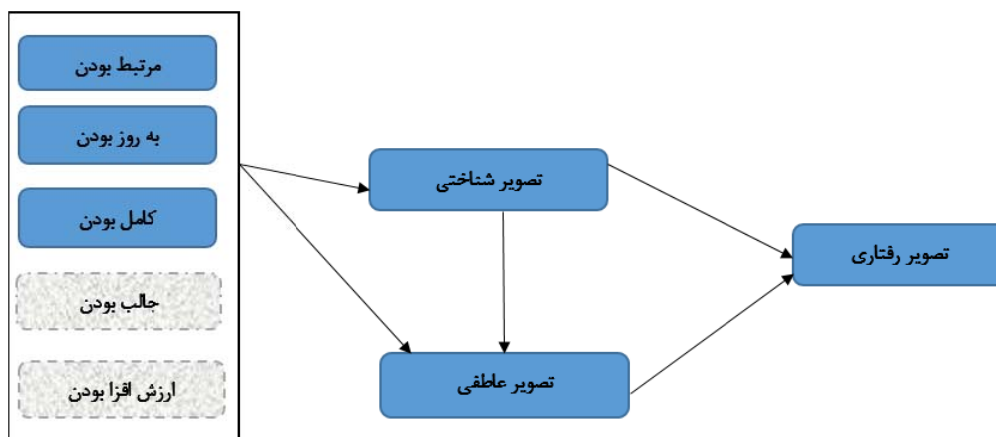 مرتبط بودن
به روز بودن
کامل بودن
جالب بودن
ارزش افزا بودن
تصویر شناختی
تصویر عاطفی
تصویر رفتاری